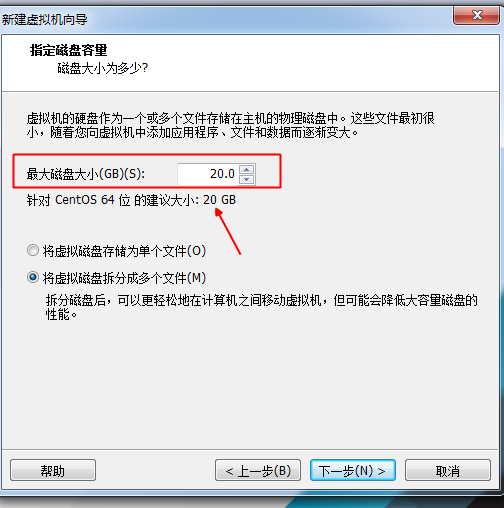 新建虚拟机向导
指定磁盘容量
磁盘大小为多少?
虚拟机的硬盘作为一个或多个文件存储在主机的物理磁盘中。这些文件最初很
小，随着您向虚拟机中添加应用程序、文件和数据而逐渐变大。
最大磁盘大小(GB)(S): 20.0
针对 CentOS 64 位 的建议大小: 20 GB
将虚拟磁盘存储为单个文件(O)
将虚拟磁盘拆分成多个文件(M)
拆分磁盘后，可以更轻松地在计算机之间移动虚拟机，但可能会降低大容量磁盘的
性能。
帮助 < 上一步(B) 下一步(N) > 取消